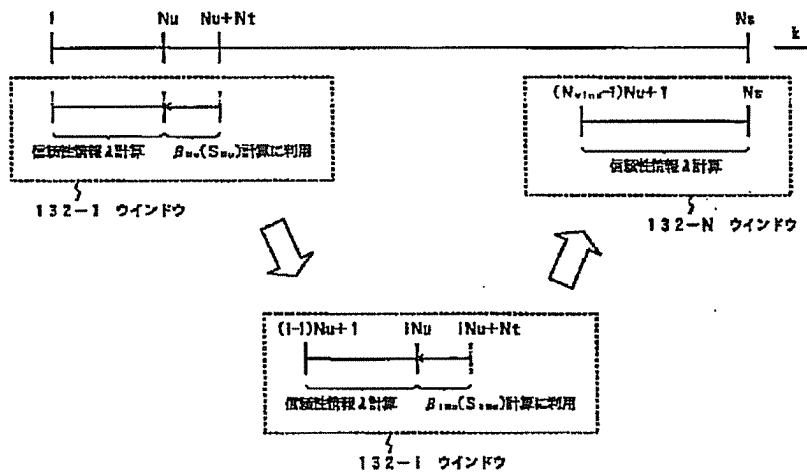 1 Nu Nu+Nt Ns k
(Nwins-1)Nu+1 Ns
信頼性情報λ計算 βNu(SNu)計算に利用
信頼性情報λ計算
132-1 ウインドウ
132-N ウインドウ
(i-1)Nu+1 iNu iNu+Nt
信頼性情報λ計算 βiNu(SiNu)計算に利用
132-i ウインドウ